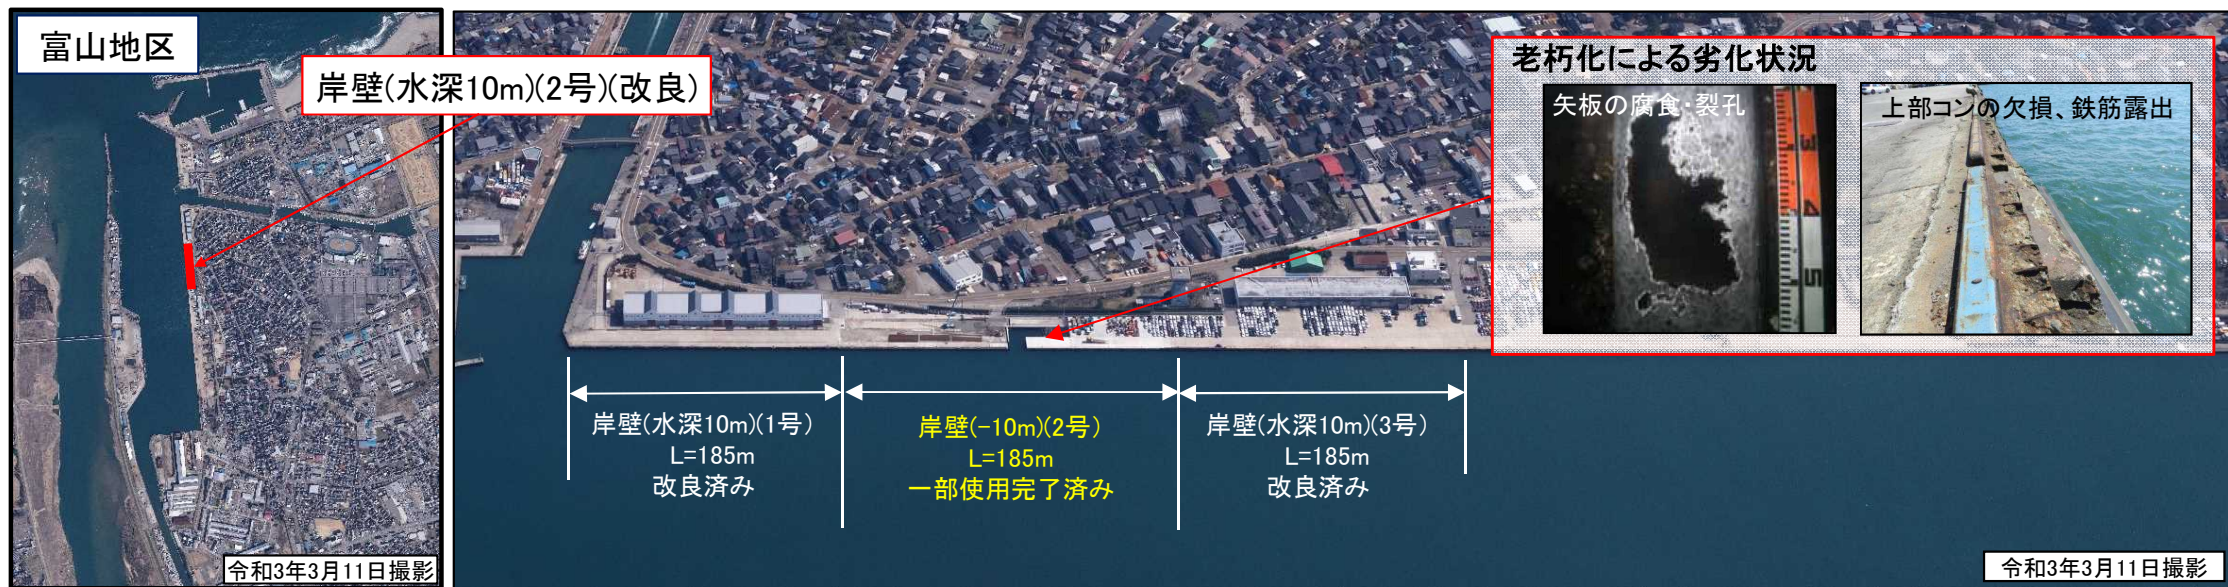 富山地区
岸壁(水深10m)(2号)(改良)
令和3年3月11日撮影
老朽化による劣化状況
矢板の腐食・裂孔
上部コンの欠損、鉄筋露出
3
4
5
岸壁(水深10m)(1号)
L=185m
改良済み
岸壁(-10m)(2号)
L=185m
一部使用完了済み
岸壁(水深10m)(3号)
L=185m
改良済み
令和3年3月11日撮影